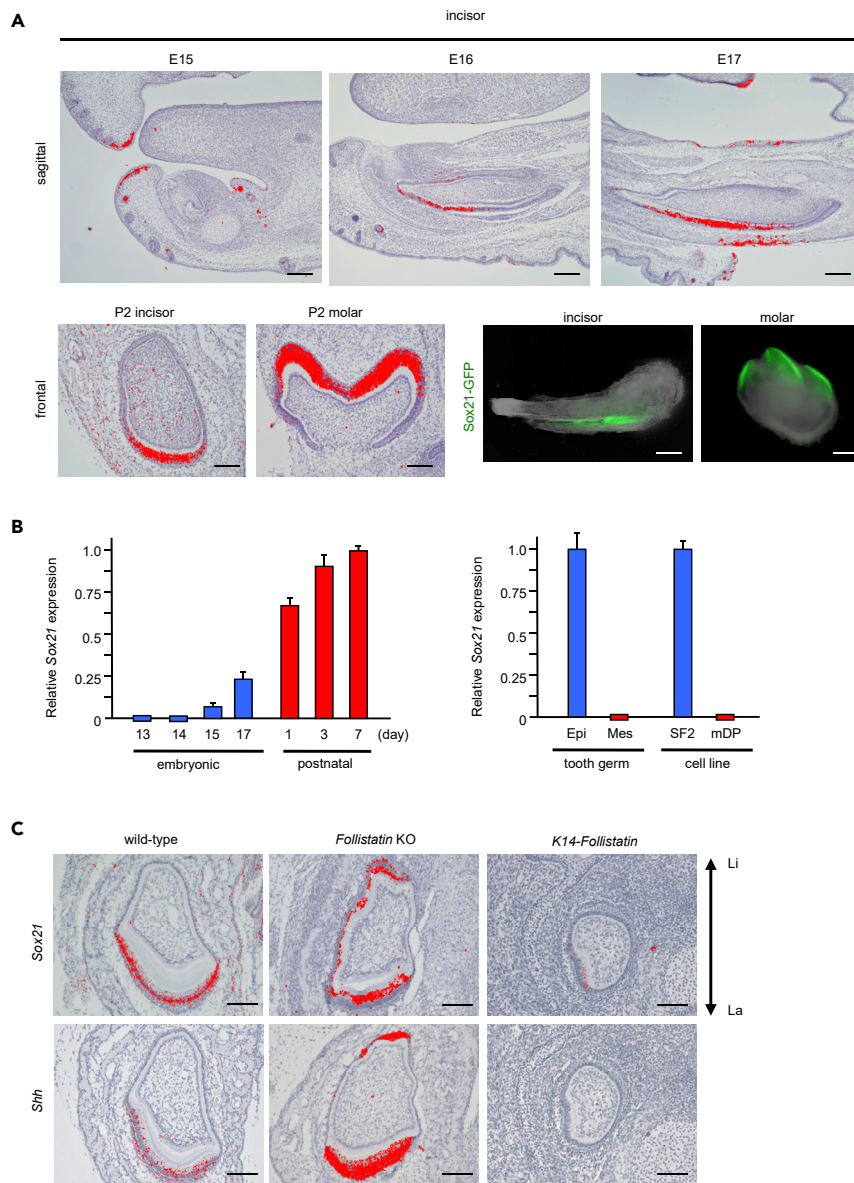 A
incisor
E15 E16 E17
sagittal
P2 incisor P2 molar incisor molar
frontal
Sox21-GFP
B
Relative Sox21 expression
1.0
0.75
0.5
0.25
0
13 14 15 17 1 3 7 (day)
embryonic postnatal
Relative Sox21 expression
1.0
0.75
0.5
0.25
0
Epi Mes SF2 mDP
tooth germ cell line
C
wild-type Follistatin KO K14-Follistatin
Li
Sox21
La
Shh